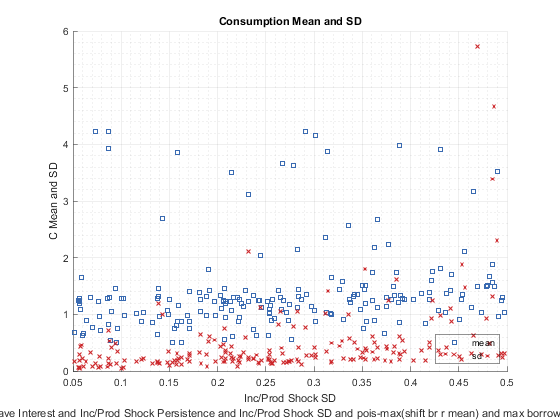 Consumption Mean and SD
C Mean and SD
6
5
4
3
2
1
0
mean
sd
0.05
0.1
0.15
0.2
0.25
0.3
0.35
0.4
0.45
0.5
Inc/Prod Shock SD
ave Interest and Inc/Prod Shock Persistence and Inc/Prod Shock SD and pois-max(shift br r mean) and max borrow